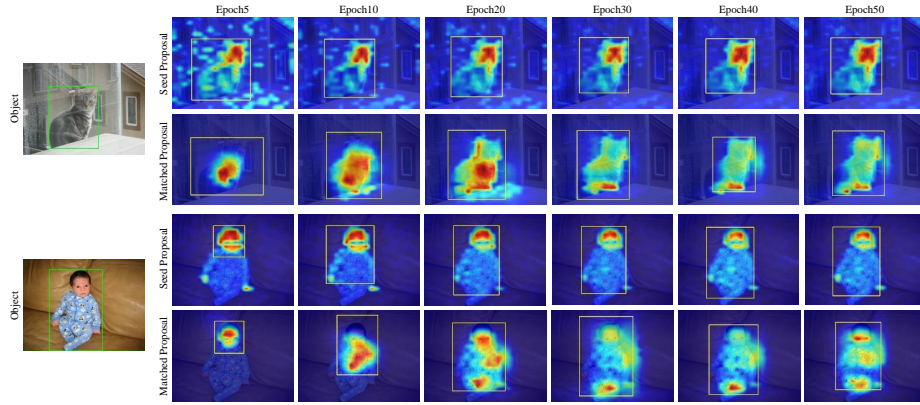 Epoch5 Epoch10 Epoch20 Epoch30 Epoch40 Epoch50
Object
Seed Proposal
Matched Proposal
Object
Seed Proposal
Matched Proposal